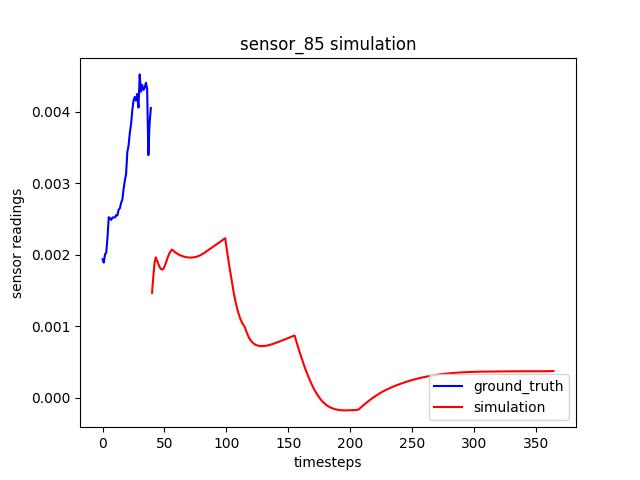 sensor_85 simulation
sensor readings
0.004
0.003
0.002
0.001
0.000
0 50 100 150 200 250 300 350
timesteps
ground_truth
simulation